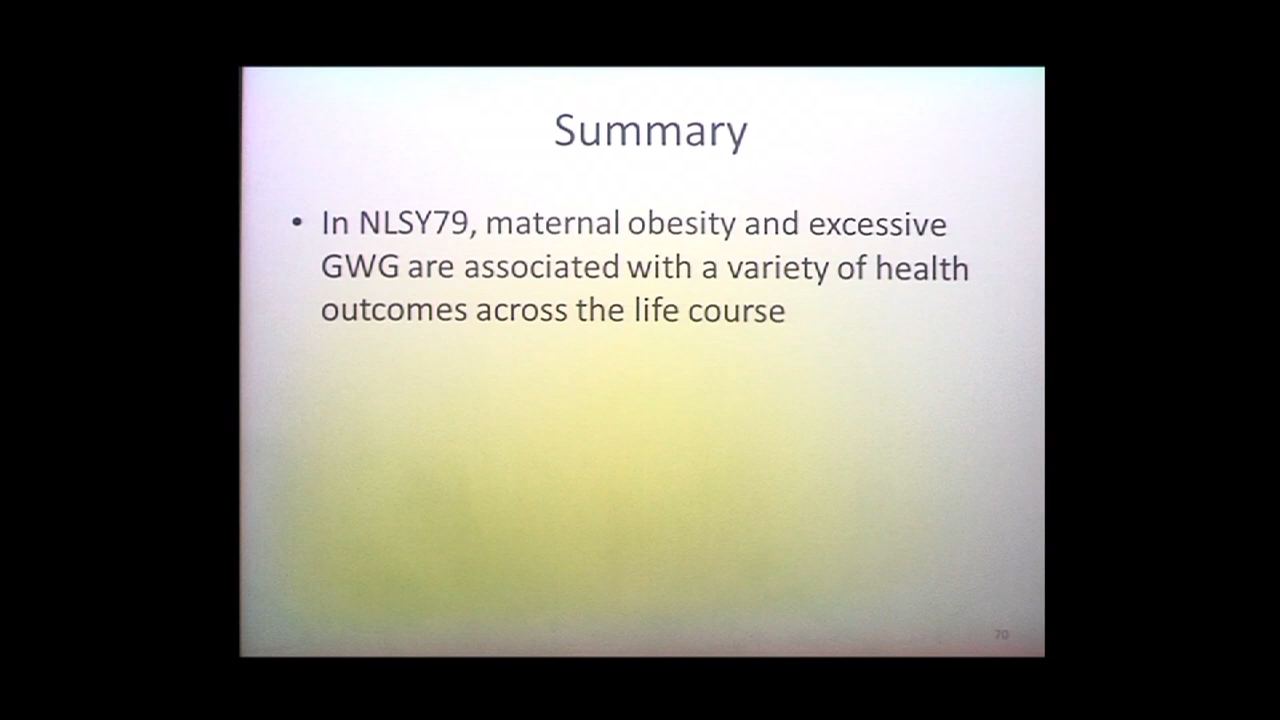 Summary
• In NLSY79, maternal obesity and excessive
GWG are associated with a variety of health
outcomes across the life course
70